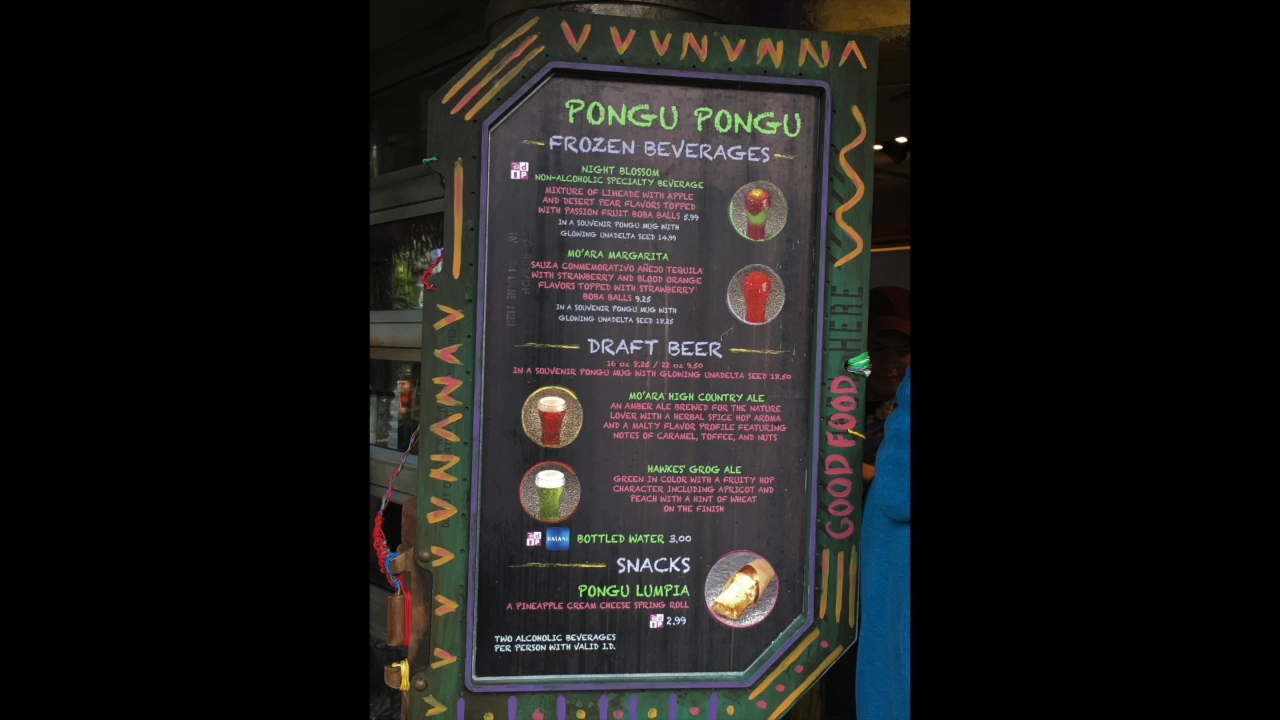 PONGU PONGU
FROZEN BEVERAGES
NIGHT BLOSSOM
NON-ALCOHOLIC SPECIALTY BEVERAGE
MIXTURE OF LIMEADE WITH APPLE
AND DESERT PEAR FLAVORS TOPPED
WITH PASSION FRUIT BOBA BALLS 5.99
IN A SOUVENIR PONGU MUG WITH
GLOWING UNADELTA SEED 14.99
MO'ARA MARGARITA
SAUZA CONMEMORATIVO AÑEJO TEQUILA
WITH STRAWBERRY AND BLOOD ORANGE
FLAVORS TOPPED WITH STRAWBERRY
BOBA BALLS 9.25
IN A SOUVENIR PONGU MUG WITH
GLOWING UNADELTA SEED 18.25
DRAFT BEER
16 oz 8.25 / 22 oz 9.50
IN A SOUVENIR PONGU MUG WITH GLOWING UNADELTA SEED 18.50
MO'ARA HIGH COUNTRY ALE
AN AMBER ALE BREWED FOR THE NATURE
LOVER WITH A HERBAL SPICE HOP AROMA
AND A MALTY FLAVOR PROFILE FEATURING
NOTES OF CARAMEL, TOFFEE, AND NUTS
HAWKES' GROG ALE
GREEN IN COLOR WITH A FRUITY HOP
CHARACTER INCLUDING APRICOT AND
PEACH WITH A HINT OF WHEAT
ON THE FINISH
DASANI BOTTLED WATER 3.00
SNACKS
PONGU LUMPIA
A PINEAPPLE CREAM CHEESE SPRING ROLL
2.99
TWO ALCOHOLIC BEVERAGES
PER PERSON WITH VALID I.D.
GOOD FOOD HERE